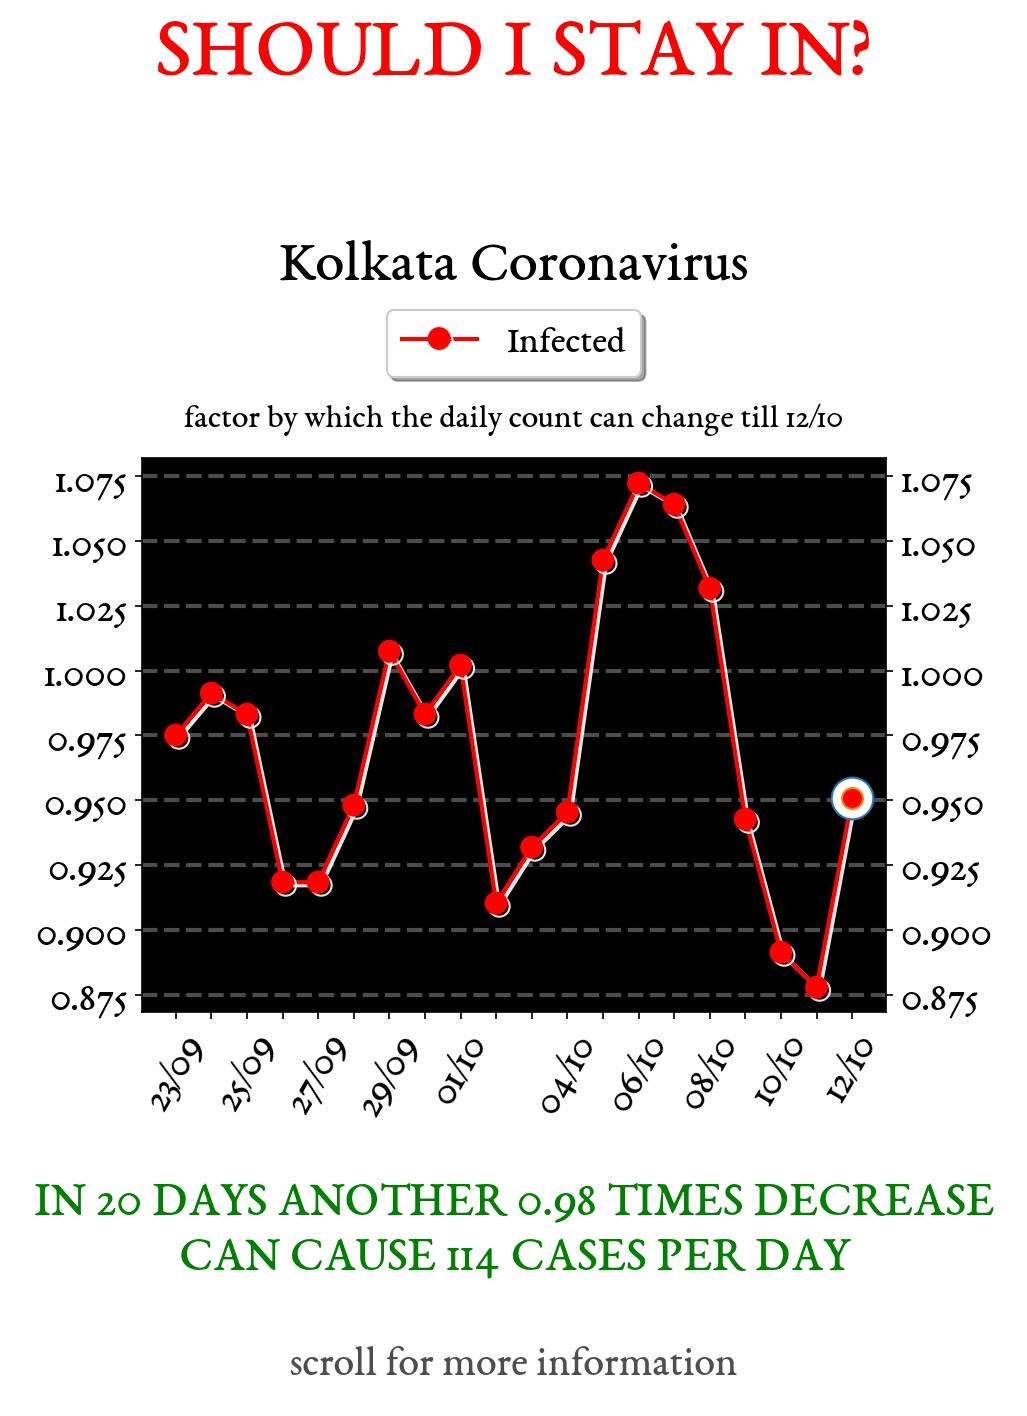 SHOULD I STAY IN?
Kolkata Coronavirus
Infected
factor by which the daily count can change till 12/10
1.075 1.075
1.050 1.050
1.025 1.025
1.000 1.000
0.975 0.975
0.950 0.950
0.925 0.925
0.900 0.900
0.875 0.875
23/09 25/09 27/09 29/09 01/10 04/10 06/10 08/10 10/10 12/10
IN 20 DAYS ANOTHER 0.98 TIMES DECREASE
CAN CAUSE 114 CASES PER DAY
scroll for more information